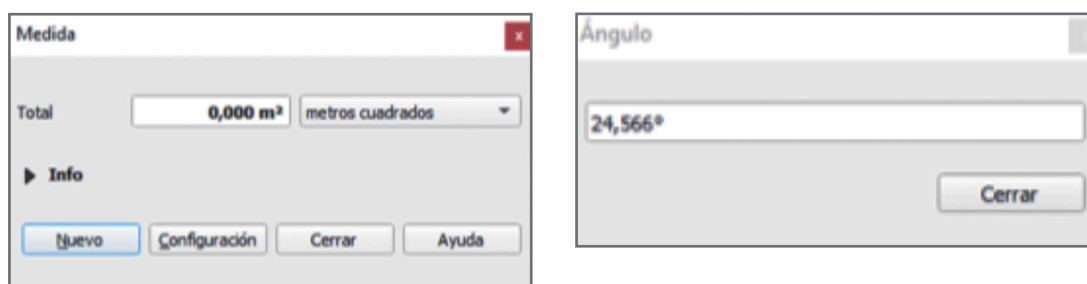 Medida
x
Total 0,000 m² metros cuadrados
Info
Nuevo Configuración Cerrar Ayuda
Ángulo
24,566°
Cerrar